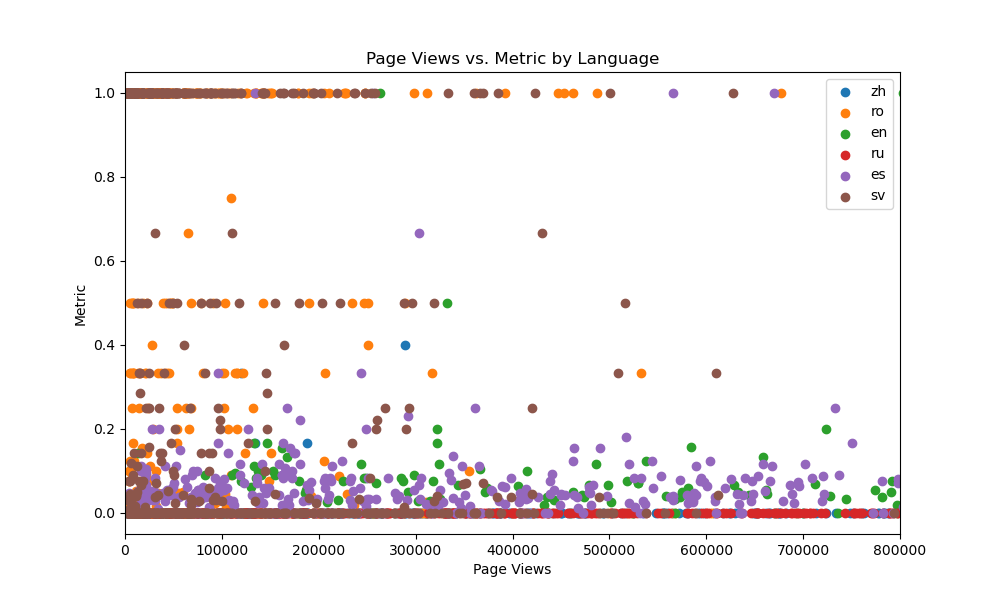 Page Views vs. Metric by Language
1.0
0.8
0.6
0.4
0.2
0.0
Metric
zh
ro
en
ru
es
sv
0 100000 200000 300000 400000 500000 600000 700000 800000
Page Views